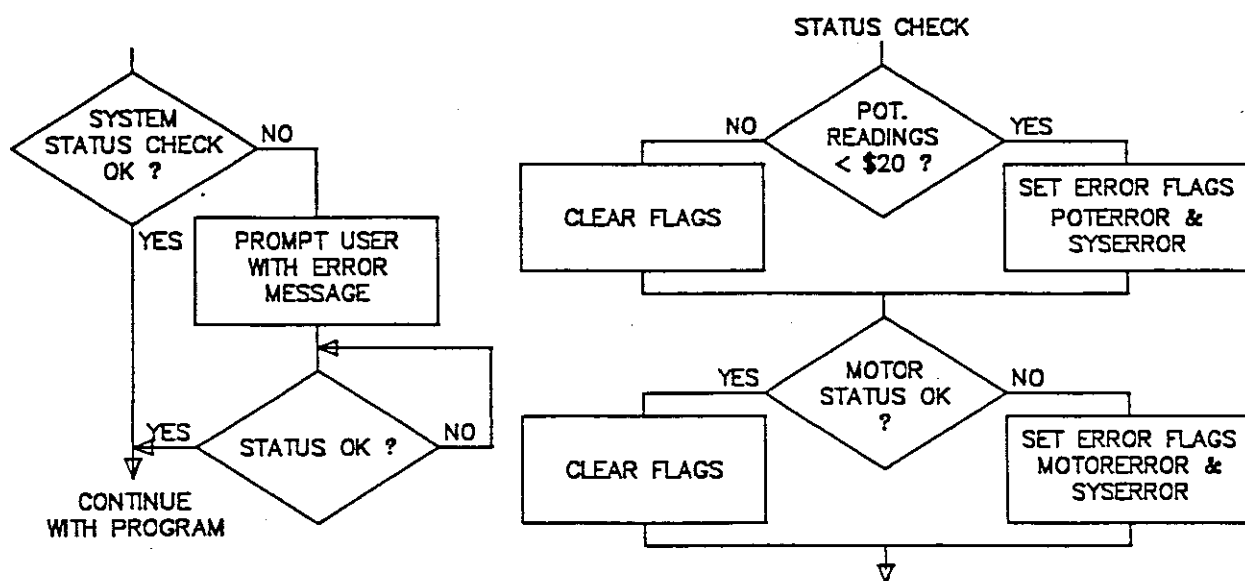 SYSTEM
STATUS CHECK
OK ?
NO
YES
PROMPT USER
WITH ERROR
MESSAGE
STATUS OK ?
YES
NO
CONTINUE
WITH PROGRAM
STATUS CHECK
POT.
READINGS
< $20 ?
NO
YES
CLEAR FLAGS
SET ERROR FLAGS
POTERROR &
SYSERROR
MOTOR
STATUS OK
?
YES
NO
CLEAR FLAGS
SET ERROR FLAGS
MOTORERROR &
SYSERROR